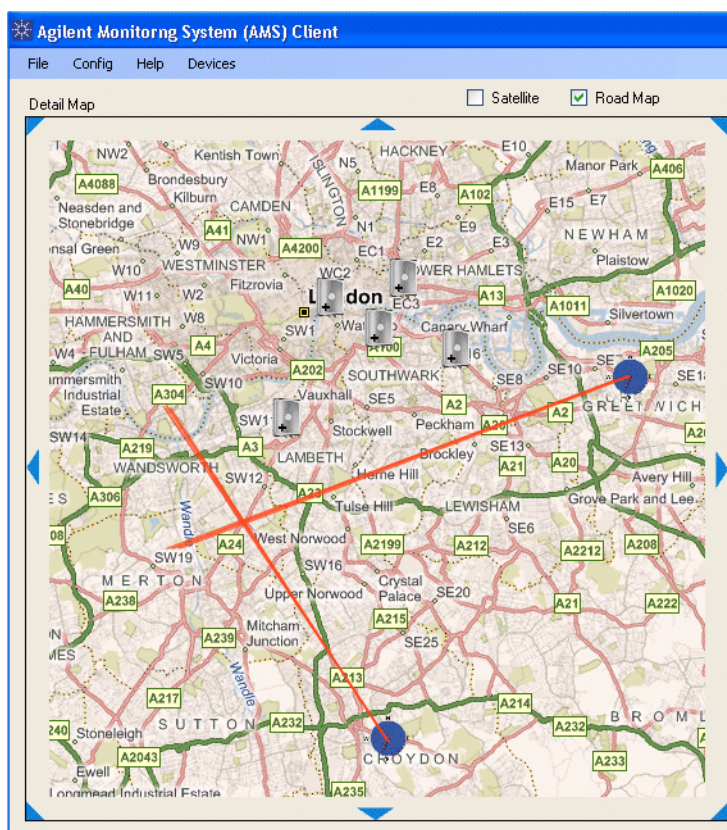 Agilent Monitorng System (AMS) Client
File Config Help Devices
Detail Map Satellite Road Map
NW2 Kentish Town N5 HACKNEY E10
A4088 Brondesbury Kilburn ISLINGTON A1199 E8 A102 Manor Park A406
Neasden and Stonebridge CAMDEN N1 E9 E15 E7
A41 NW1 A4200 EC1 E2 E3 NEWHAM
W9 WESTMINSTER Plaistow
W10 WC2 HAMLETS
A40 W11 W2 Fitzrovia A13 A1020
London EC3 A1011
HAMMERSMITH AND FULHAM W8 SW1 Canary Wharf Silvertown
W4 SW5 A4 Victoria A205
Industrial Estate SW10 A202 SOUTHWARK SE8 SE10
A304 Vauxhall SE5 A2 A2 GREENWICH
SW14 A219 A3 Stockwell Peckham SE13 A20
WANDSWORTH LAMBETH Brockley A21
SW12 Herne Hill Avery Hill
A306 A23 Tulse Hill LEWISHAM Grove Park and Lee
Wandle SE6
A24 West Norwood A2199 A212 A2212 A208
SW19 SW16 Crystal Palace
MERTON Upper Norwood SE20
A238 A215 A21 A222
A239 Mitcham Junction SE25
Wandle A213
A217 A214
SUTTON A232 A232
Stoneleigh A233
Ewell A2043 CROYDON
Longmead Industrial Estate A235